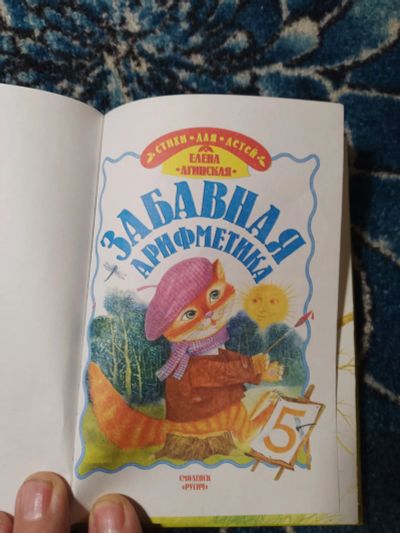 СТИХИ • ДЛЯ • ДЕТЕЙ
ЕЛЕНА
• АГИНСКАЯ •
ЗАБАВНАЯ
АРИФМЕТИКА
5
СМОЛЕНСК
«РУСИЧ»